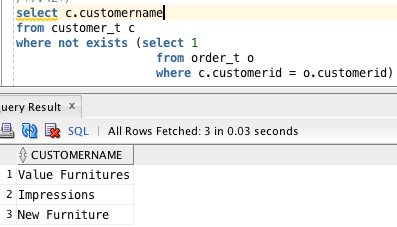 select c.customername
from customer_t c
where not exists (select 1
from order_t o
where c.customerid = o.customerid)
uery Result x
SQL | All Rows Fetched: 3 in 0.03 seconds
CUSTOMERNAME
1 Value Furnitures
2 Impressions
3 New Furniture